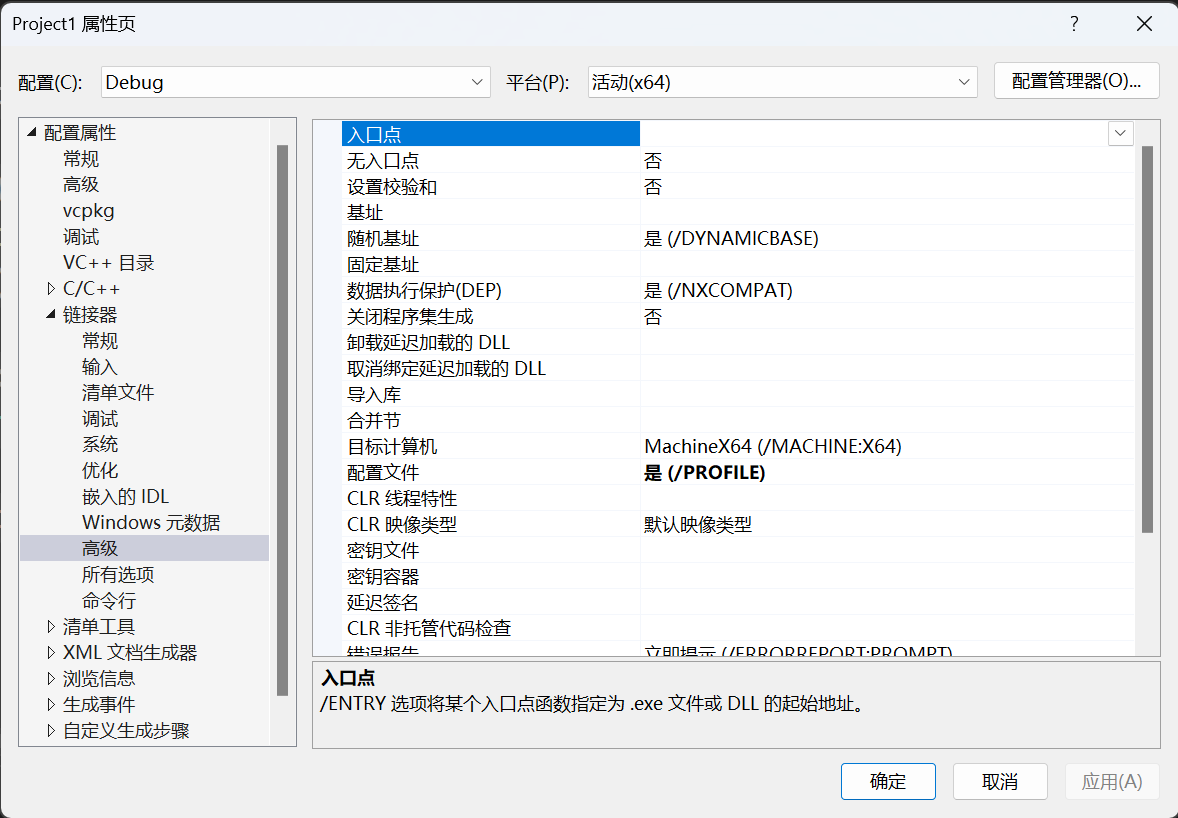 Project1 属性页
?
配置(C):
Debug
平台(P):
活动(x64)
配置管理器(O)...
配置属性
常规
高级
vcpkg
调试
VC++ 目录
C/C++
链接器
常规
输入
清单文件
调试
系统
优化
嵌入的 IDL
Windows 元数据
高级
所有选项
命令行
清单工具
XML 文档生成器
浏览信息
生成事件
自定义生成步骤
入口点
无入口点 否
设置校验和 否
基址
随机基址 是 (/DYNAMICBASE)
固定基址
数据执行保护(DEP) 是 (/NXCOMPAT)
关闭程序集生成 否
卸载延迟加载的 DLL
取消绑定延迟加载的 DLL
导入库
合并节
目标计算机 MachineX64 (/MACHINE:X64)
配置文件 是 (/PROFILE)
CLR 线程特性
CLR 映像类型 默认映像类型
密钥文件
密钥容器
延迟签名
CLR 非托管代码检查
错误报告 立即提示 (/ERRORREPORT:PROMPT)
入口点
/ENTRY 选项将某个入口点函数指定为 .exe 文件或 DLL 的起始地址。
确定
取消
应用(A)